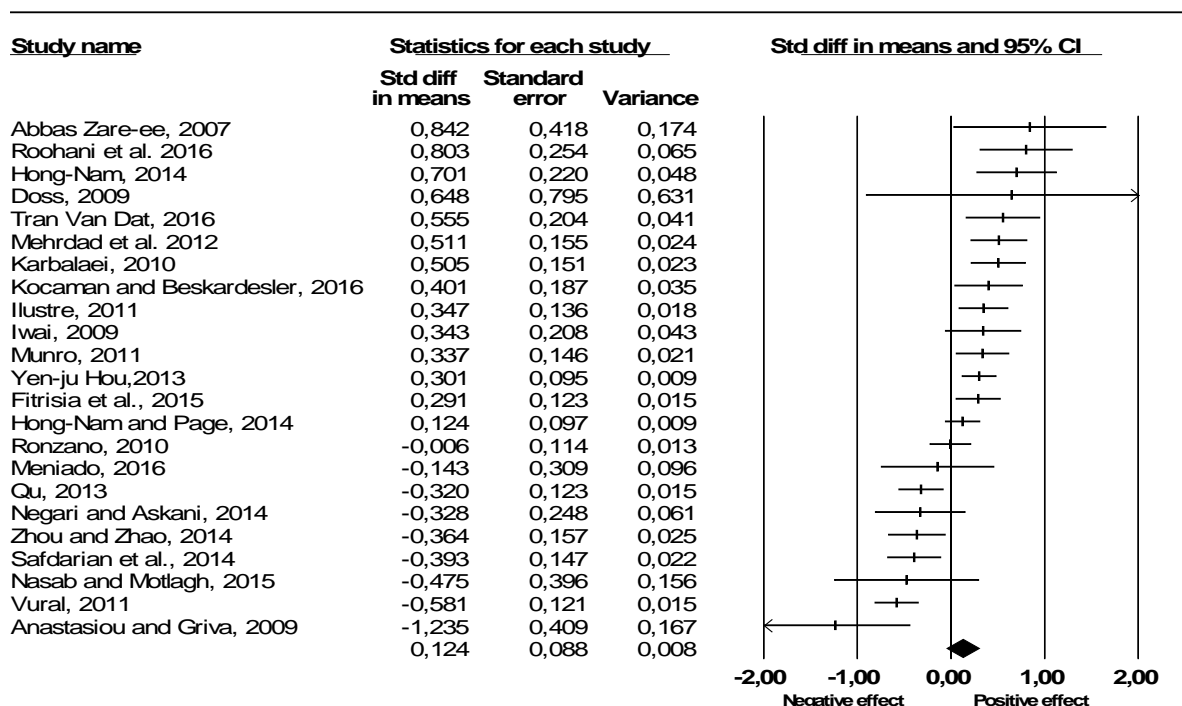 Study name Statistics for each study Std diff in means and 95% CI
Std diff in means Standard error Variance
Abbas Zare-ee, 2007 0,842 0,418 0,174
Roohani et al. 2016 0,803 0,254 0,065
Hong-Nam, 2014 0,701 0,220 0,048
Doss, 2009 0,648 0,795 0,631
Tran Van Dat, 2016 0,555 0,204 0,041
Mehrdad et al. 2012 0,511 0,155 0,024
Karbalaei, 2010 0,505 0,151 0,023
Kocaman and Beskardesler, 2016 0,401 0,187 0,035
Ilustre, 2011 0,347 0,136 0,018
Iwai, 2009 0,343 0,208 0,043
Munro, 2011 0,337 0,146 0,021
Yen-ju Hou,2013 0,301 0,095 0,009
Fitrisia et al., 2015 0,291 0,123 0,015
Hong-Nam and Page, 2014 0,124 0,097 0,009
Ronzano, 2010 -0,006 0,114 0,013
Meniado, 2016 -0,143 0,309 0,096
Qu, 2013 -0,320 0,123 0,015
Negari and Askani, 2014 -0,328 0,248 0,061
Zhou and Zhao, 2014 -0,364 0,157 0,025
Safdarian et al., 2014 -0,393 0,147 0,022
Nasab and Motlagh, 2015 -0,475 0,396 0,156
Vural, 2011 -0,581 0,121 0,015
Anastasiou and Griva, 2009 -1,235 0,409 0,167
0,124 0,088 0,008
-2,00 -1,00 0,00 1,00 2,00
Negative effect Positive effect